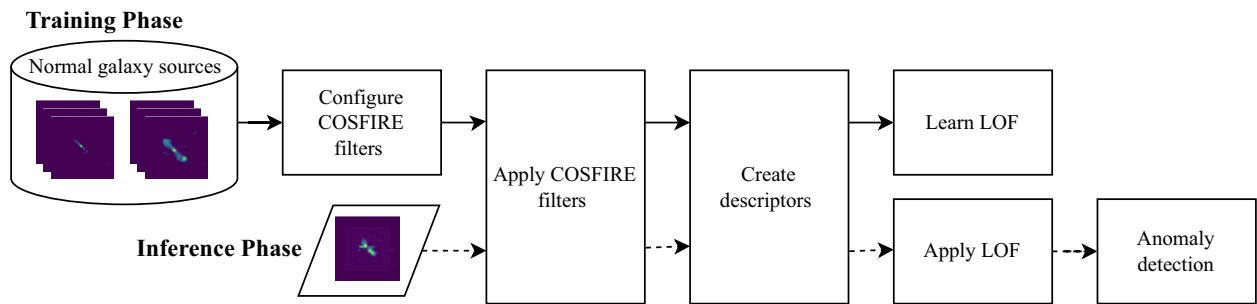 Training Phase
Normal galaxy sources
Configure
COSFIRE
filters
Apply COSFIRE
filters
Create
descriptors
Learn LOF
Inference Phase
Apply LOF
Anomaly
detection